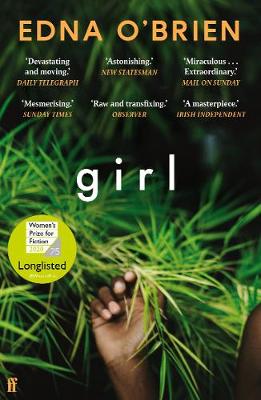 EDNA O'BRIEN
'Devastating
and moving.'
DAILY TELEGRAPH
'Astonishing.'
NEW STATESMAN
'Miraculous . . .
Extraordinary.'
MAIL ON SUNDAY
'Mesmerising.'
SUNDAY TIMES
'Raw and transfixing.'
OBSERVER
'A masterpiece.'
IRISH INDEPENDENT
girl
Women's
Prize for
Fiction
25
Longlisted
ff